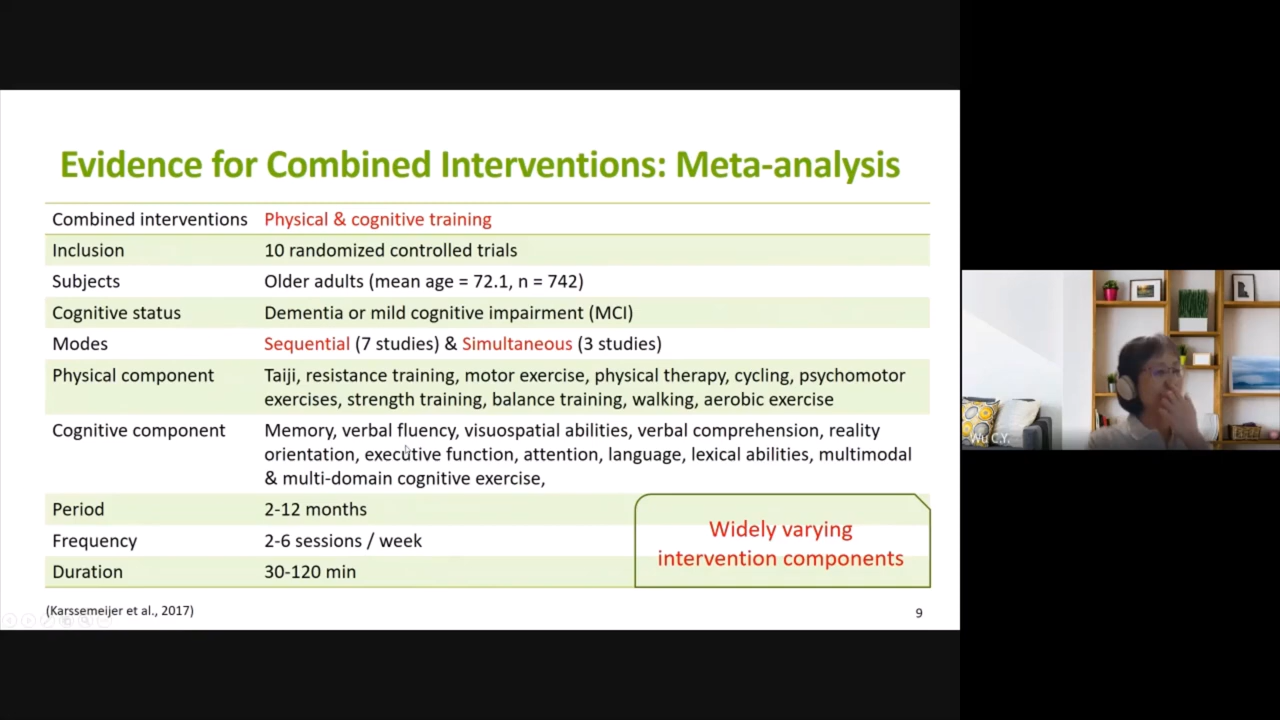 Evidence for Combined Interventions: Meta-analysis
Combined interventions Physical & cognitive training
Inclusion 10 randomized controlled trials
Subjects Older adults (mean age = 72.1, n = 742)
Cognitive status Dementia or mild cognitive impairment (MCI)
Modes Sequential (7 studies) & Simultaneous (3 studies)
Physical component Taiji, resistance training, motor exercise, physical therapy, cycling, psychomotor
exercises, strength training, balance training, walking, aerobic exercise
Cognitive component Memory, verbal fluency, visuospatial abilities, verbal comprehension, reality
orientation, executive function, attention, language, lexical abilities, multimodal
& multi-domain cognitive exercise,
Period 2-12 months
Frequency 2-6 sessions / week
Duration 30-120 min
Widely varying
intervention components
(Karssemeijer et al., 2017)
9
Wu C.Y.